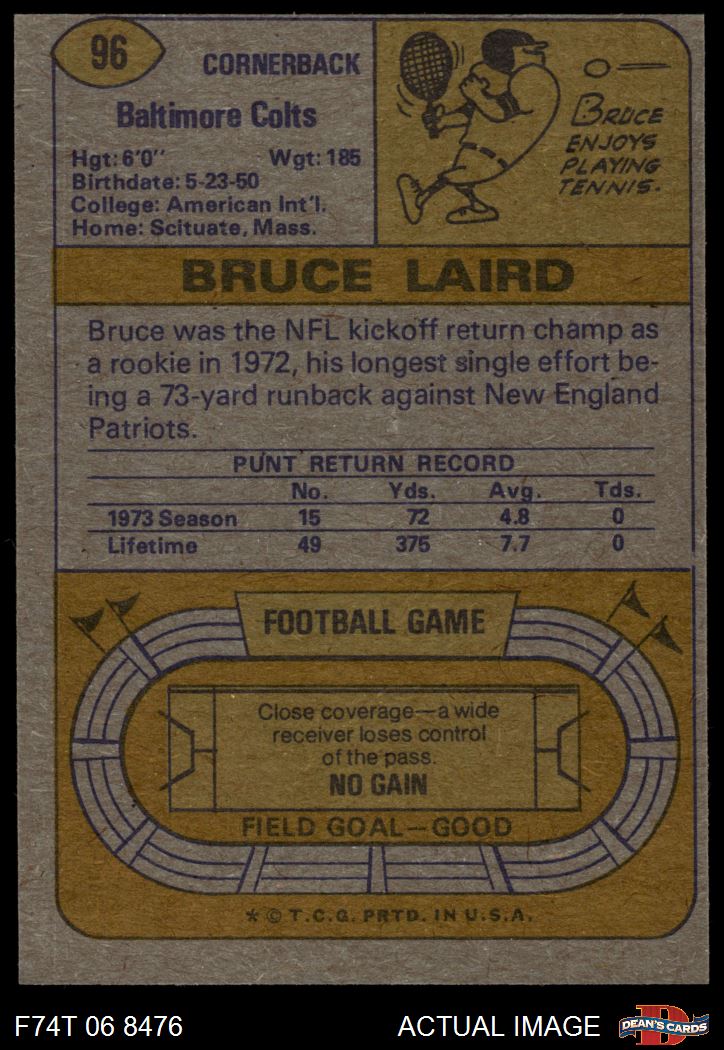 96
CORNERBACK
Baltimore Colts
Hgt: 6'0" Wgt: 185
Birthdate: 5-23-50
College: American Int'l.
Home: Scituate, Mass.
BRUCE
ENJOYS
PLAYING
TENNIS.
BRUCE LAIRD
Bruce was the NFL kickoff return champ as
a rookie in 1972, his longest single effort be-
ing a 73-yard runback against New England
Patriots.
PUNT RETURN RECORD
No. Yds. Avg. Tds.
1973 Season 15 72 4.8 0
Lifetime 49 375 7.7 0
FOOTBALL GAME
Close coverage—a wide
receiver loses control
of the pass.
NO GAIN
FIELD GOAL—GOOD
* © T.C.G. PRTD. IN U.S.A.
F74T 06 8476 ACTUAL IMAGE
D
DEAN'S CARDS